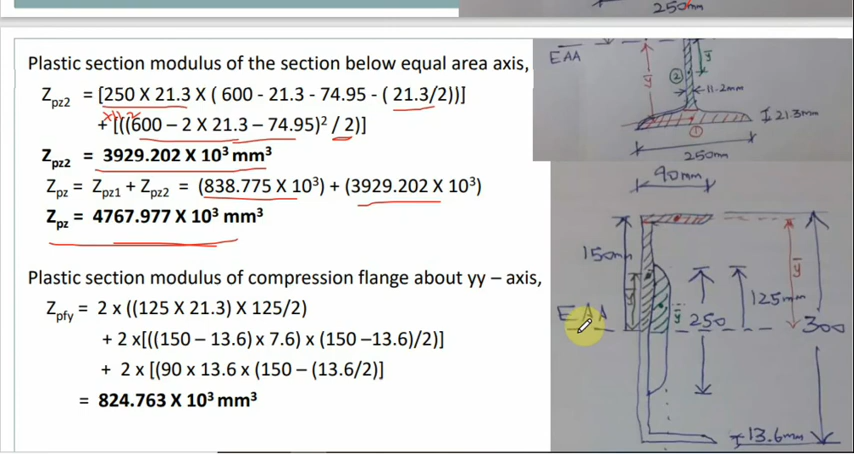 250mm
Plastic section modulus of the section below equal area axis,
Zpz2 = [250 X 21.3 X ( 600 - 21.3 - 74.95 - ( 21.3/2))]
X11.2
+ [((600 – 2 X 21.3 – 74.95)² / 2)]
Zpz2 = 3929.202 X 10³ mm³
Zpz = Zpz1 + Zpz2 = (838.775 X 10³) + (3929.202 X 10³)
Zpz = 4767.977 X 10³ mm³
Plastic section modulus of compression flange about yy – axis,
Zpfy = 2 x ((125 X 21.3) X 125/2)
+ 2 x[((150 – 13.6) x 7.6) x (150 –13.6)/2)]
+ 2 x [(90 x 13.6 x (150 – (13.6/2)]
= 824.763 X 10³ mm³
EAA
ȳ
ȳ
②
11.2mm
21.3mm
①
250mm
90mm
150mm
ȳ
125mm
ȳ
EAA
ȳ
250
300
13.6mm